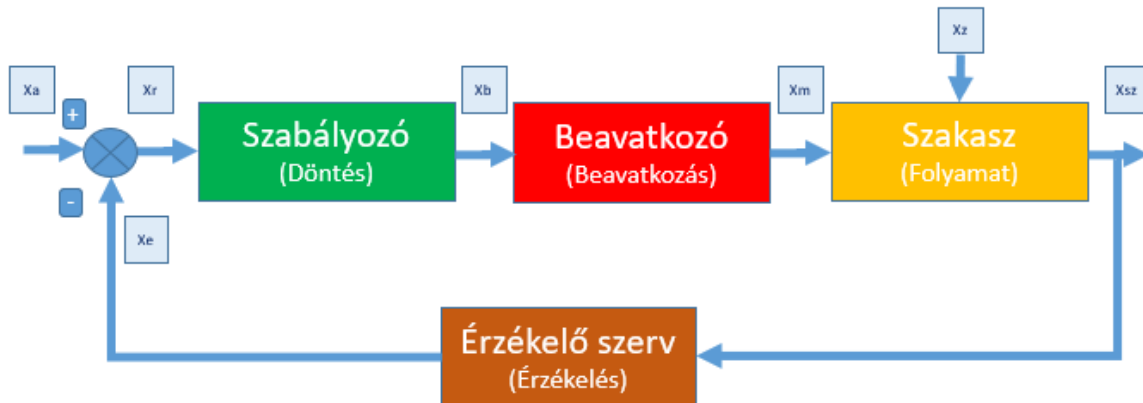 Xz
Xa
Xr
Xb
Xm
Xsz
+
Szabályozó
(Döntés)
Beavatkozó
(Beavatkozás)
Szakasz
(Folyamat)
-
Xe
Érzékelő szerv
(Érzékelés)